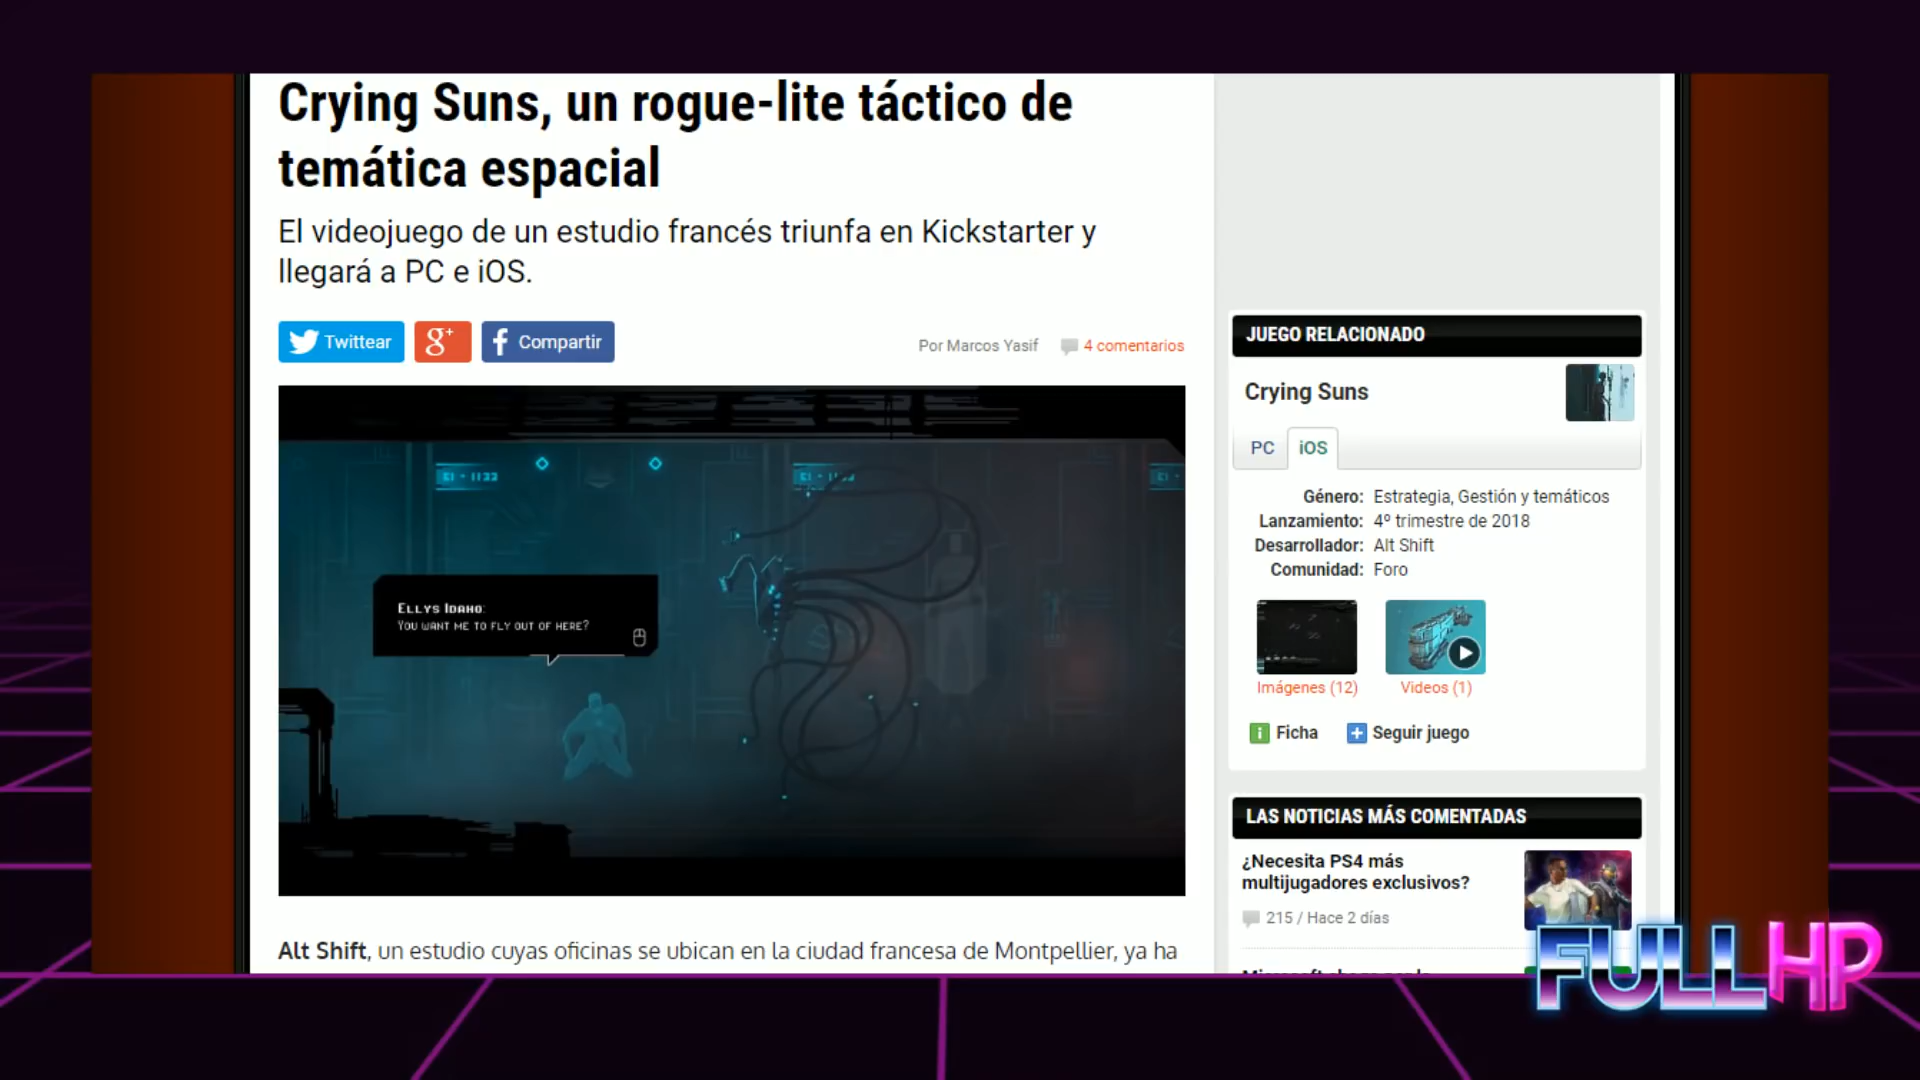 Crying Suns, un rogue-lite táctico de
temática espacial
El videojuego de un estudio francés triunfa en Kickstarter y
llegará a PC e iOS.
Twittear
g+
Compartir
Por Marcos Yasif
4 comentarios
ELLYS IDAHO:
YOU WANT ME TO FLY OUT OF HERE?
Alt Shift, un estudio cuyas oficinas se ubican en la ciudad francesa de Montpellier, ya ha
JUEGO RELACIONADO
Crying Suns
PC
iOS
Género: Estrategia, Gestión y temáticos
Lanzamiento: 4º trimestre de 2018
Desarrollador: Alt Shift
Comunidad: Foro
Imágenes (12)
Videos (1)
Ficha
Seguir juego
LAS NOTICIAS MÁS COMENTADAS
¿Necesita PS4 más
multijugadores exclusivos?
215 / Hace 2 días
FULL HP